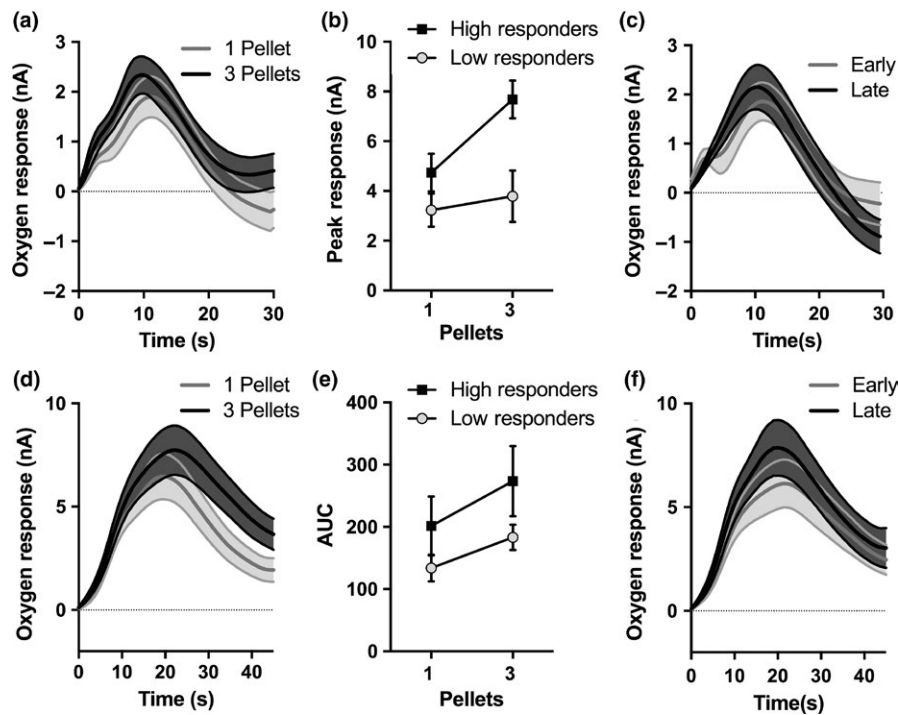 (a)
1 Pellet
3 Pellets
Oxygen response (nA)
3
2
1
0
–1
–2
0 10 20 30
Time (s)
(b)
High responders
Low responders
Peak response (nA)
10
8
6
4
2
0
1 3
Pellets
(c)
Early
Late
Oxygen response (nA)
3
2
1
0
–1
–2
0 10 20 30
Time(s)
(d)
1 Pellet
3 Pellets
Oxygen response (nA)
10
5
0
0 10 20 30 40
Time (s)
(e)
High responders
Low responders
AUC
400
300
200
100
0
1 3
Pellets
(f)
Early
Late
Oxygen response (nA)
10
5
0
0 10 20 30 40
Time(s)